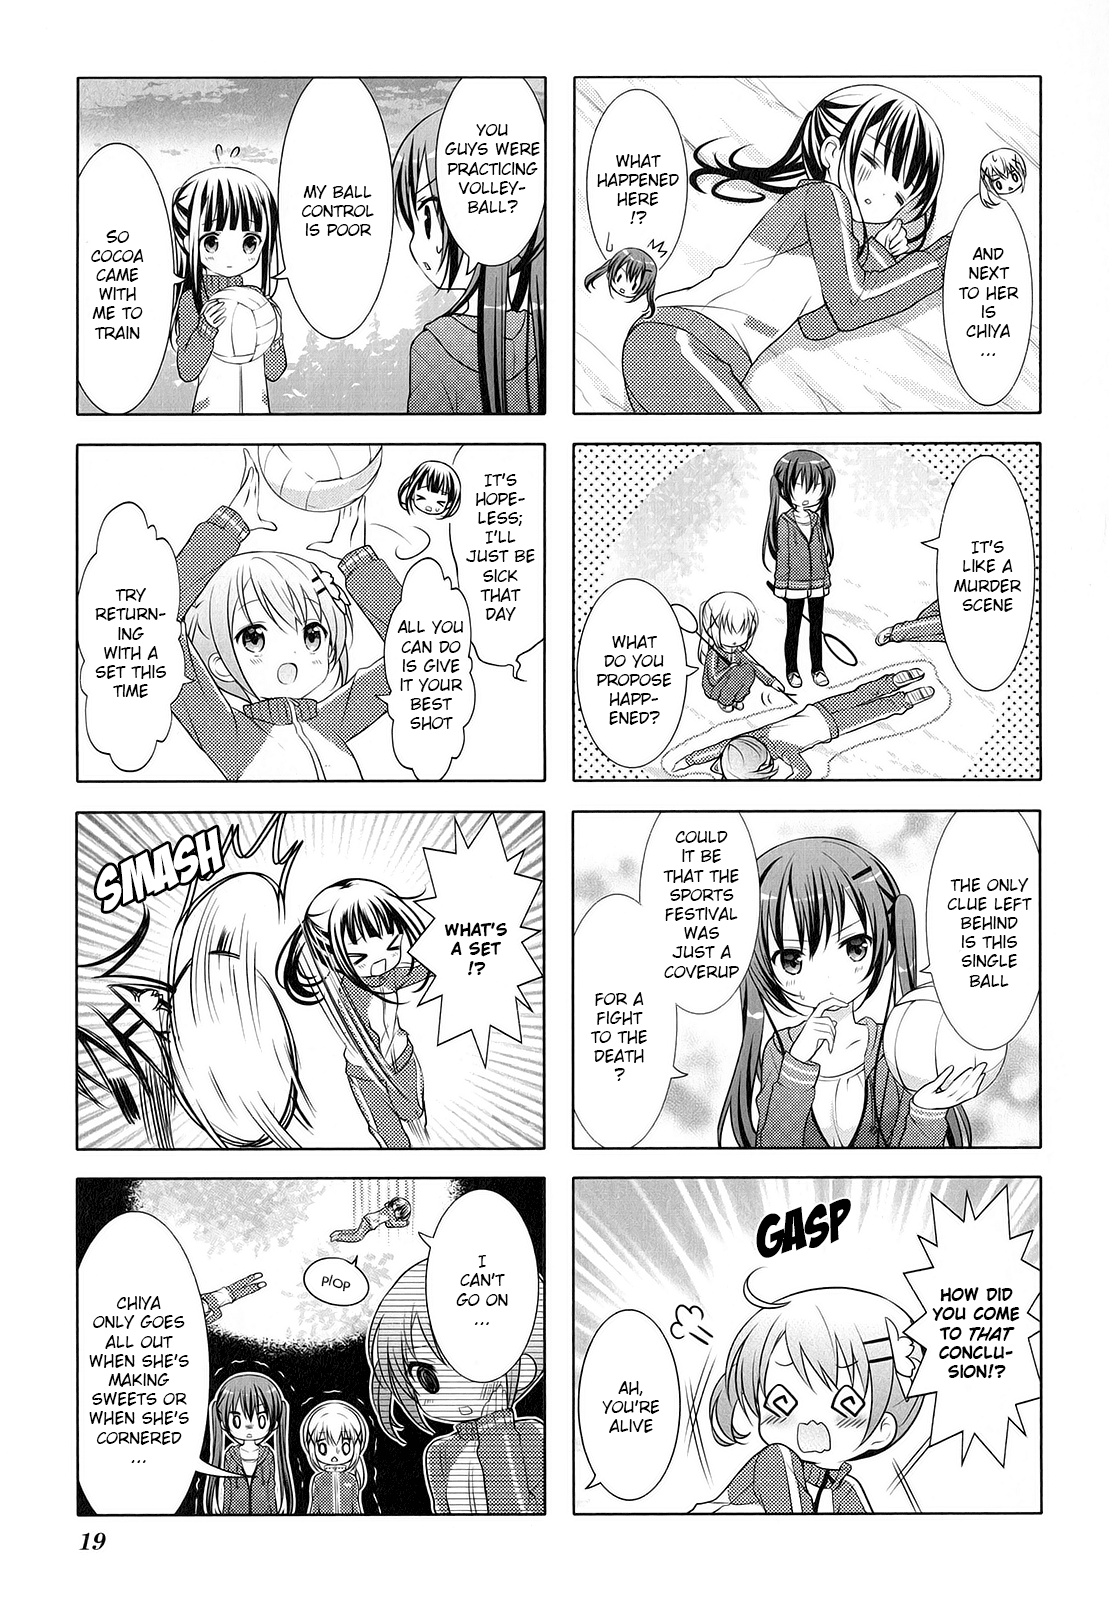 WHAT
HAPPENED
HERE
!?
AND
NEXT
TO HER IS
CHIYA
...
IT'S
LIKE A
MURDER
SCENE
WHAT
DO YOU
PROPOSE
HAPP-
ENED?
THE ONLY
CLUE LEFT
BEHIND
IS THIS
SINGLE
BALL
COULD
IT BE
THAT THE
SPORTS
FESTIVAL
WAS
JUST A
COVERUP
FOR A
FIGHT
TO THE
DEATH
?
HOW DID
YOU COME
TO THAT
CONCLU-
SION!?
GASP
AH,
YOU'RE
ALIVE
YOU
GUYS WERE
PRACTICING
VOLLEY-
BALL?
MY BALL
CONTROL
IS POOR
SO
COCOA
CAME
WITH
ME TO
TRAIN
IT'S
HOPE-
LESS;
I'LL
JUST BE
SICK
THAT
DAY
ALL YOU
CAN DO
IS GIVE
IT YOUR
BEST
SHOT
TRY
RETURN-
ING
WITH A
SET THIS
TIME
WHAT'S
A SET
!?
SMASH
I
CAN'T
GO ON
...
PLOP
CHIYA
ONLY GOES
ALL OUT
WHEN SHE'S
MAKING
SWEETS OR
WHEN SHE'S
CORNERED
...
19